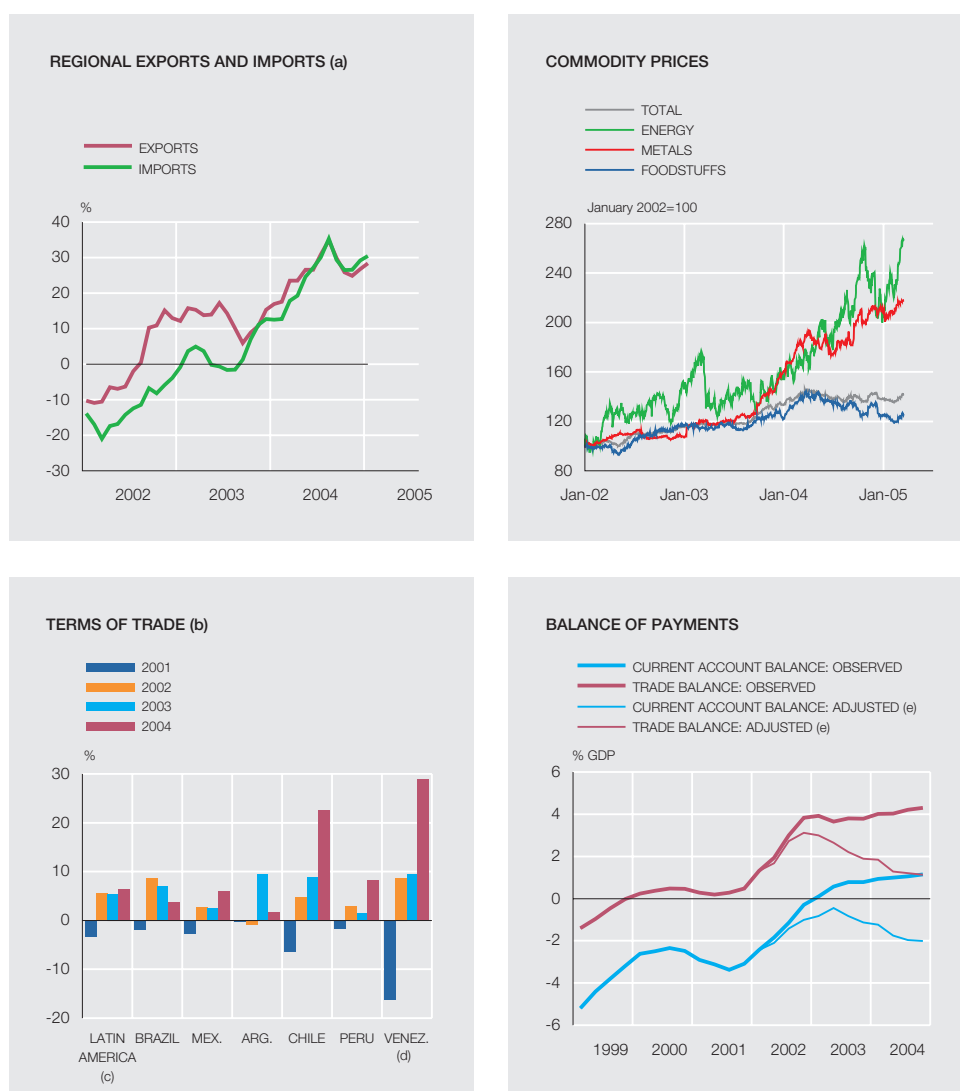 REGIONAL EXPORTS AND IMPORTS (a)
EXPORTS
IMPORTS
%
40
30
20
10
0
-10
-20
-30
2002 2003 2004 2005
COMMODITY PRICES
TOTAL
ENERGY
METALS
FOODSTUFFS
January 2002=100
280
240
200
160
120
80
Jan-02 Jan-03 Jan-04 Jan-05
TERMS OF TRADE (b)
2001
2002
2003
2004
%
30
20
10
0
-10
-20
LATIN AMERICA (c) BRAZIL MEX. ARG. CHILE PERU VENEZ. (d)
BALANCE OF PAYMENTS
CURRENT ACCOUNT BALANCE: OBSERVED
TRADE BALANCE: OBSERVED
CURRENT ACCOUNT BALANCE: ADJUSTED (e)
TRADE BALANCE: ADJUSTED (e)
% GDP
6
4
2
0
-2
-4
-6
1999 2000 2001 2002 2003 2004